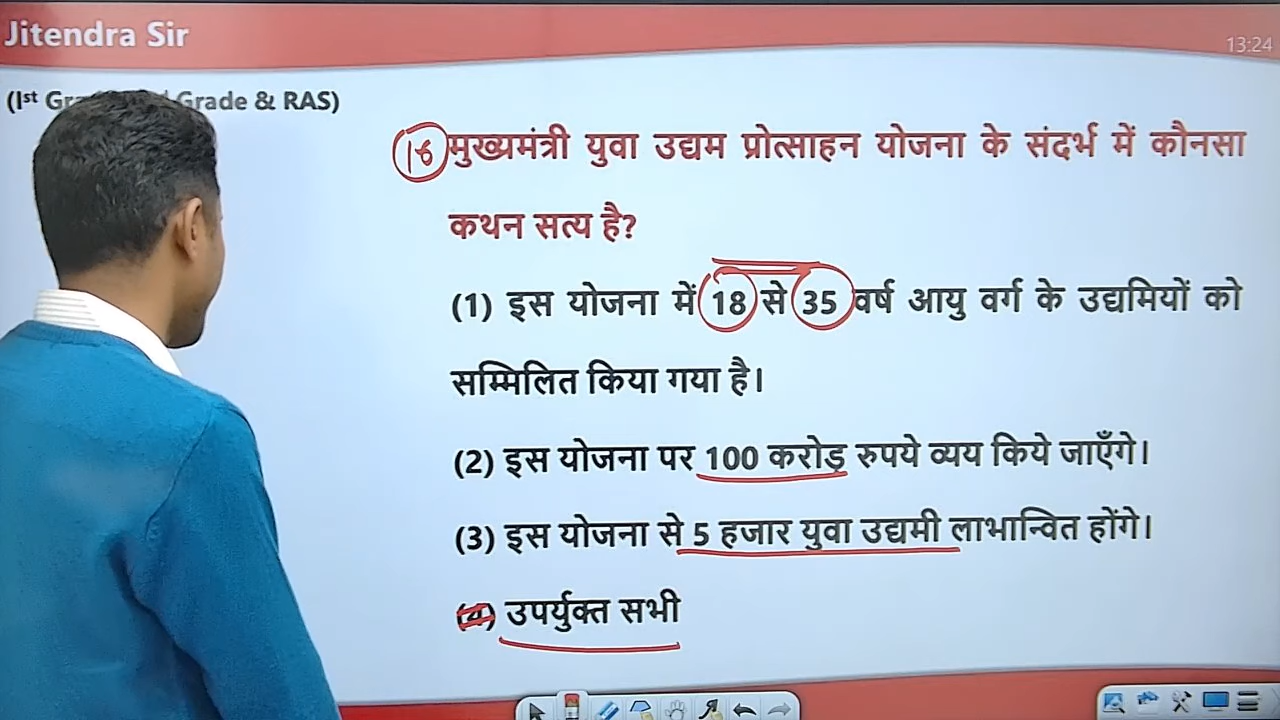 Jitendra Sir
13:24
(Ist Gr Grade & RAS)
18 मुख्यमंत्री युवा उद्यम प्रोत्साहन योजना के संदर्भ में कौनसा
कथन सत्य है?
(1) इस योजना में 18 से 35 वर्ष आयु वर्ग के उद्यमियों को
सम्मिलित किया गया है।
(2) इस योजना पर 100 करोड़ रुपये व्यय किये जाएँगे।
(3) इस योजना से 5 हजार युवा उद्यमी लाभान्वित होंगे।
(4) उपर्युक्त सभी